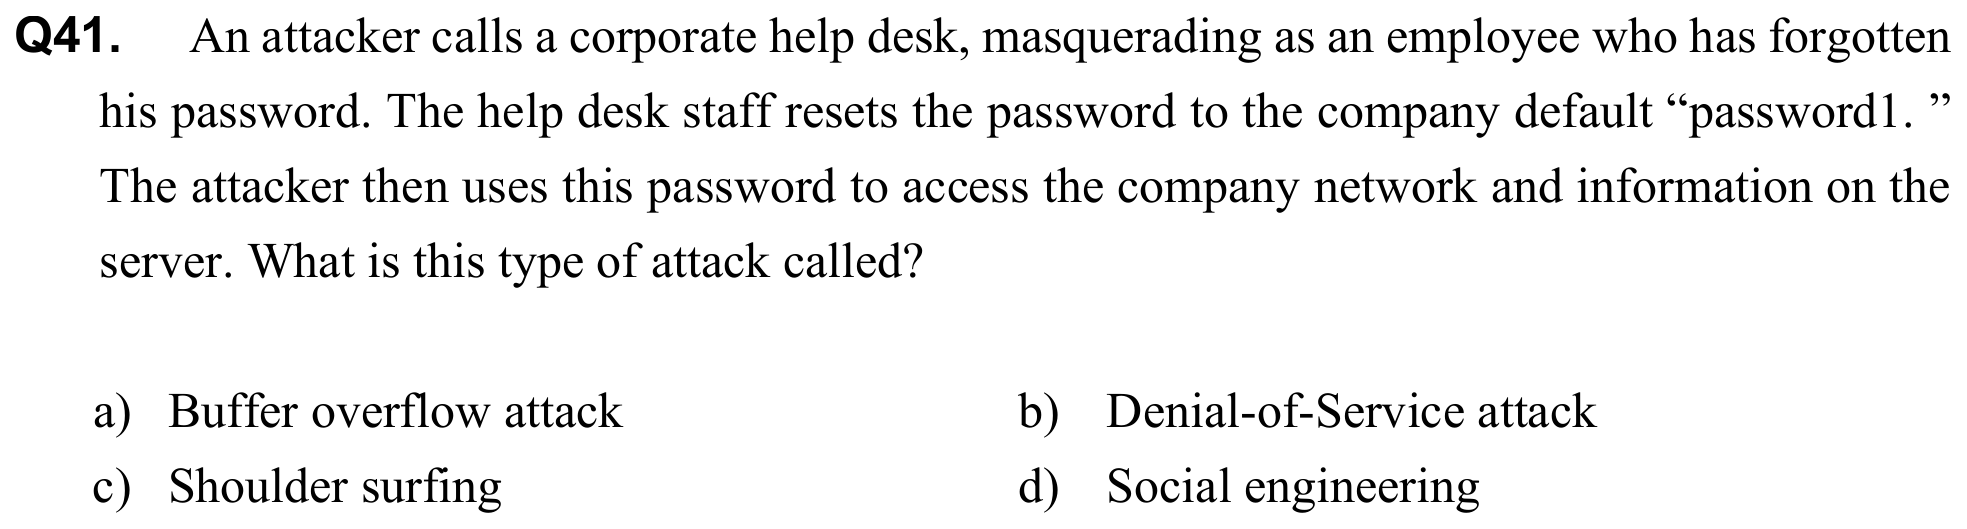 Q41. An attacker calls a corporate help desk, masquerading as an employee who has forgotten
his password. The help desk staff resets the password to the company default “password1. ”
The attacker then uses this password to access the company network and information on the
server. What is this type of attack called?
a) Buffer overflow attack b) Denial-of-Service attack
c) Shoulder surfing d) Social engineering